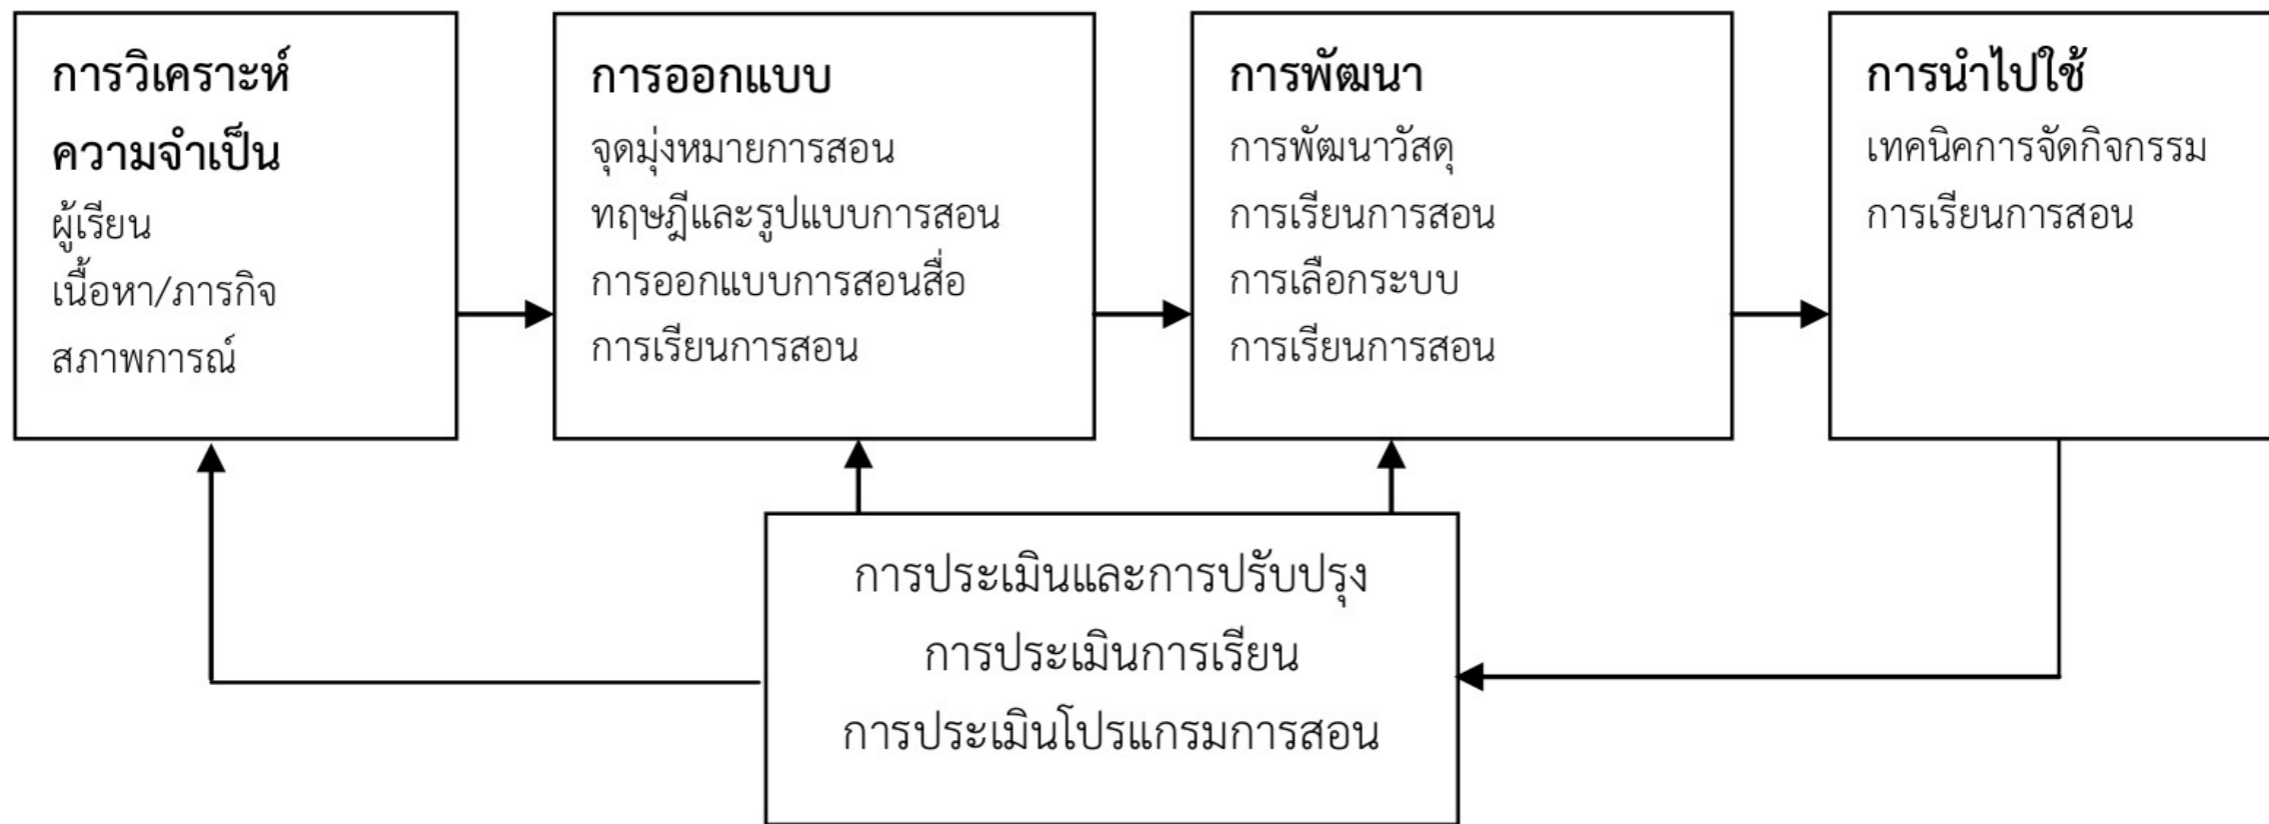 การวิเคราะห์
ความจำเป็น
ผู้เรียน
เนื้อหา/ภารกิจ
สภาพการณ์
การออกแบบ
จุดมุ่งหมายการสอน
ทฤษฎีและรูปแบบการสอน
การออกแบบการสอนสื่อ
การเรียนการสอน
การพัฒนา
การพัฒนาวัสดุ
การเรียนการสอน
การเลือกระบบ
การเรียนการสอน
การนำไปใช้
เทคนิคการจัดกิจกรรม
การเรียนการสอน
การประเมินและการปรับปรุง
การประเมินการเรียน
การประเมินโปรแกรมการสอน